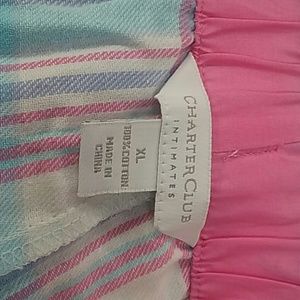 CHARTER CLUB
INTIMATES
XL
100% COTTON
MADE IN
CHINA